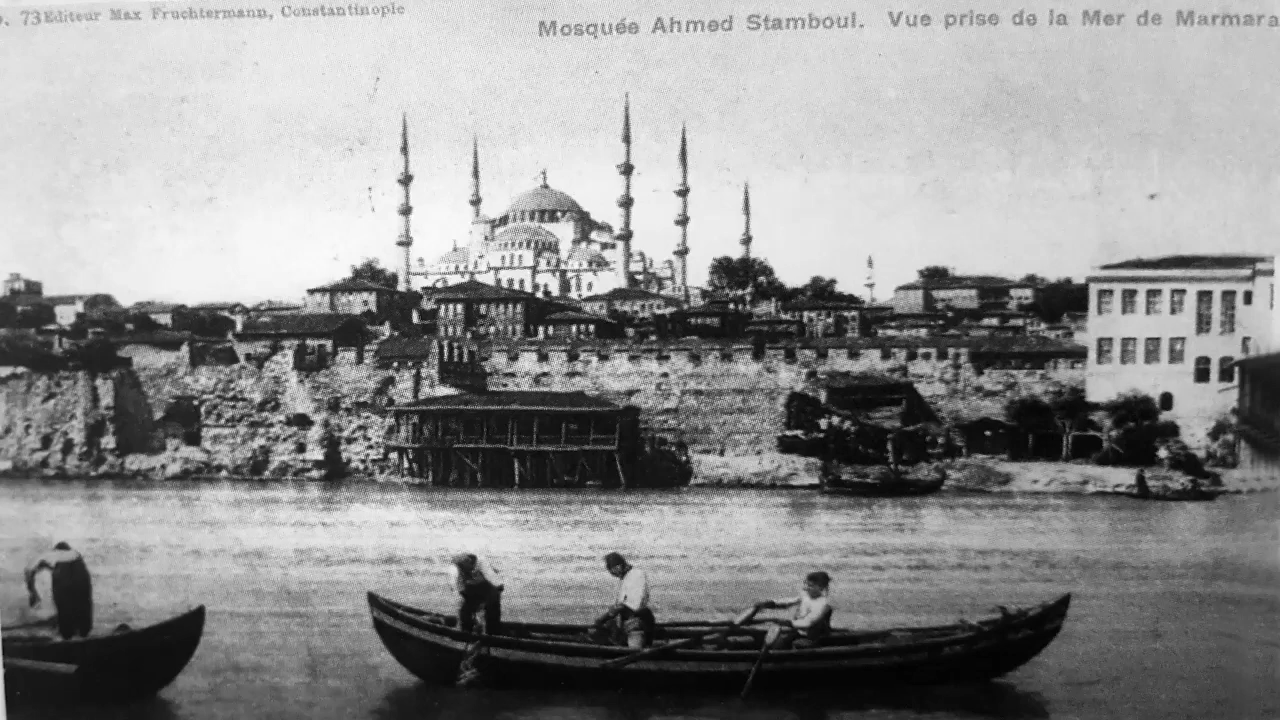 73 Editeur Max Fruchtermann, Constantinople
Mosquée Ahmed Stamboul. Vue prise de la Mer de Marmara